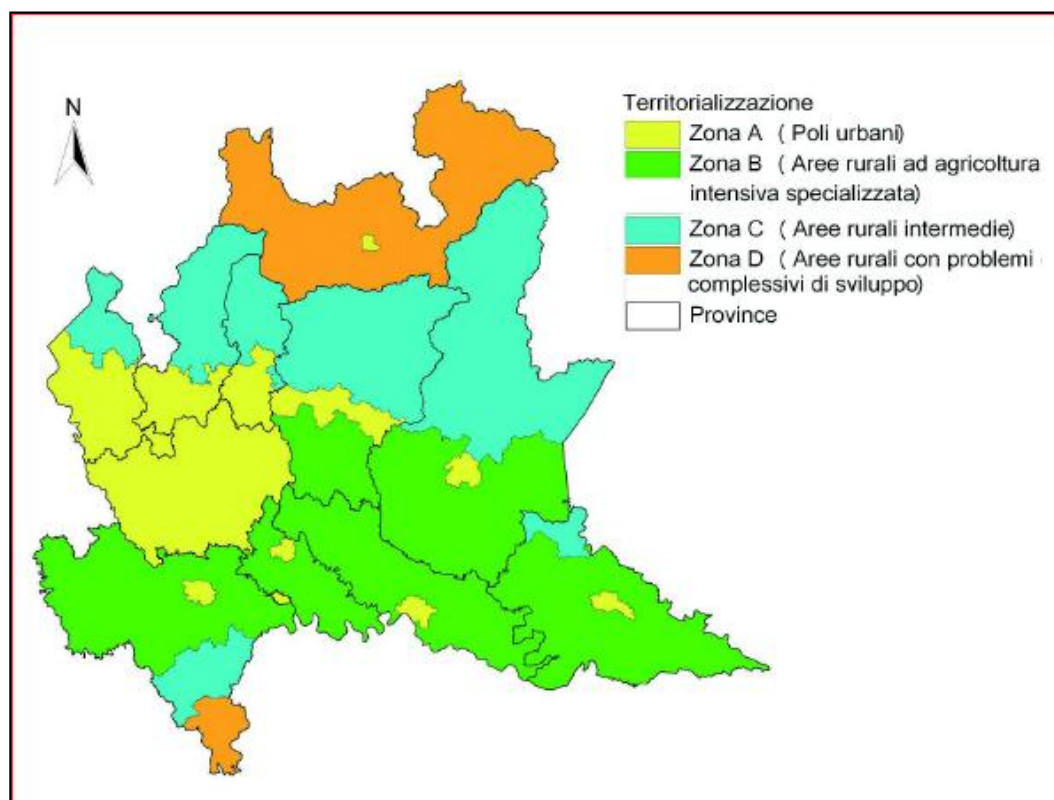 N
Territorializzazione
Zona A ( Poli urbani)
Zona B ( Aree rurali ad agricoltura
intensiva specializzata)
Zona C ( Aree rurali intermedie)
Zona D ( Aree rurali con problemi
complessivi di sviluppo)
Province